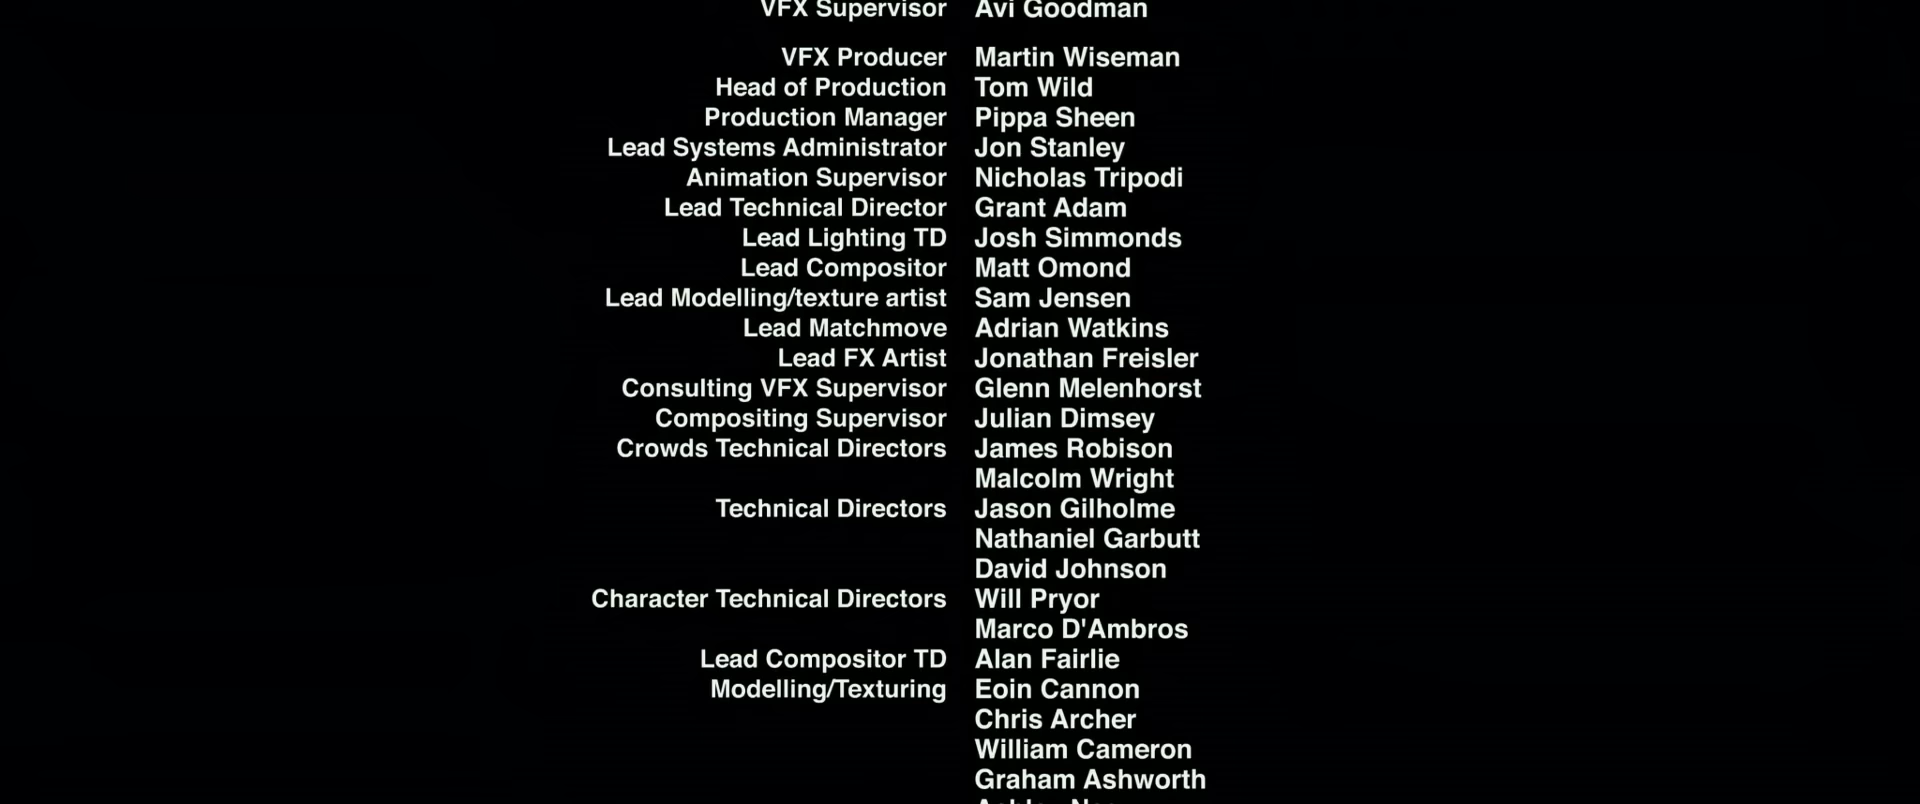 VFX Supervisor Avi Goodman
VFX Producer Martin Wiseman
Head of Production Tom Wild
Production Manager Pippa Sheen
Lead Systems Administrator Jon Stanley
Animation Supervisor Nicholas Tripodi
Lead Technical Director Grant Adam
Lead Lighting TD Josh Simmonds
Lead Compositor Matt Omond
Lead Modelling/texture artist Sam Jensen
Lead Matchmove Adrian Watkins
Lead FX Artist Jonathan Freisler
Consulting VFX Supervisor Glenn Melenhorst
Compositing Supervisor Julian Dimsey
Crowds Technical Directors James Robison
Malcolm Wright
Technical Directors Jason Gilholme
Nathaniel Garbutt
David Johnson
Character Technical Directors Will Pryor
Marco D'Ambros
Lead Compositor TD Alan Fairlie
Modelling/Texturing Eoin Cannon
Chris Archer
William Cameron
Graham Ashworth